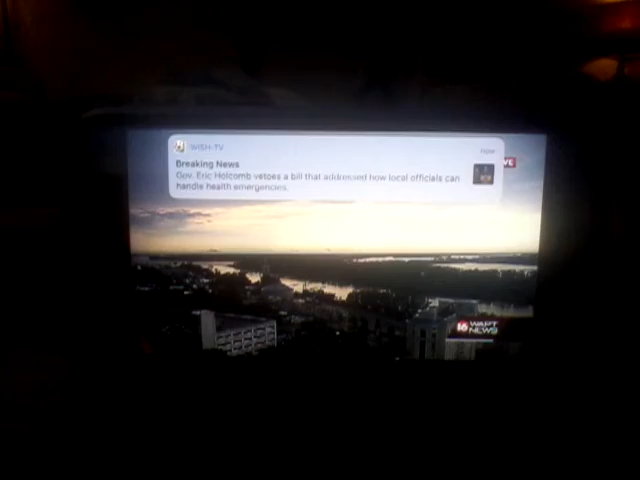 WISH-TV
now
Breaking News
Gov. Eric Holcomb vetoes a bill that addressed how local officials can
handle health emergencies.
VE
16 WAPT
NEWS